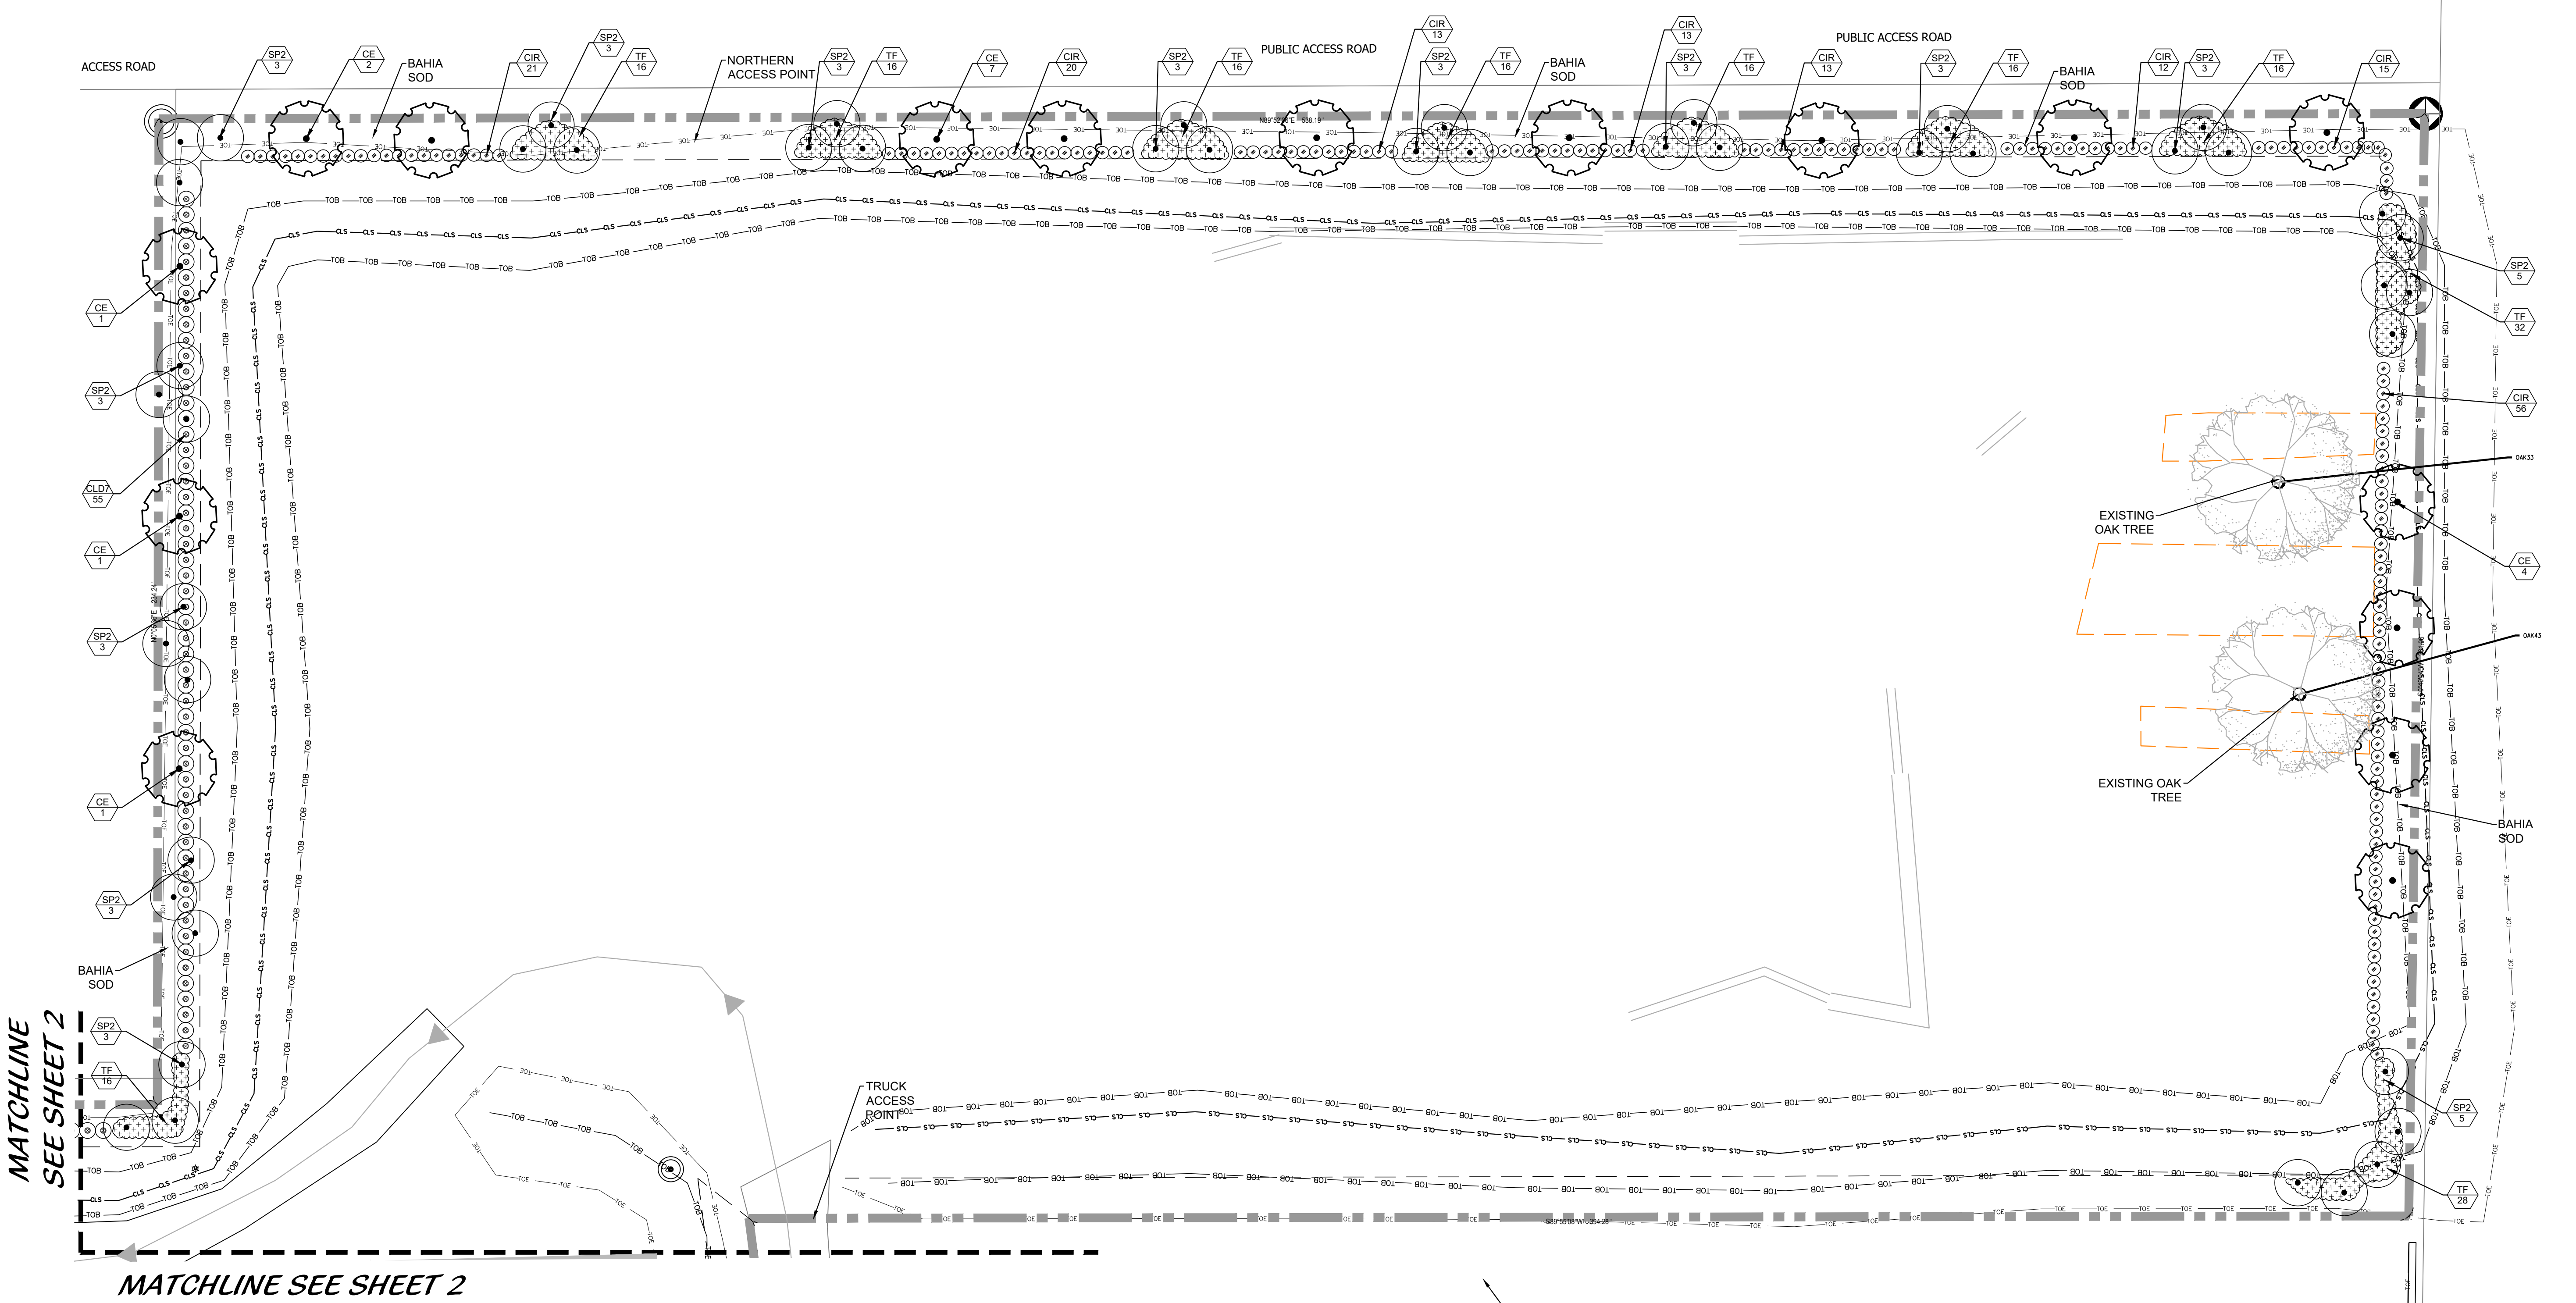 ACCESS ROAD
SP2
3
CE
2
BAHIA
SOD
CIR
21
SP2
3
TF
16
NORTHERN
ACCESS POINT
SP2
3
TF
16
CE
7
CIR
20
SP2
3
TF
16
PUBLIC ACCESS ROAD
CIR
13
SP2
3
TF
16
BAHIA
SOD
CIR
13
SP2
3
TF
16
CIR
13
PUBLIC ACCESS ROAD
SP2
3
TF
16
BAHIA
SOD
CIR
12
SP2
3
TF
16
CIR
15
TOE
TOB
CLS
TOB
CE
1
SP2
3
CLD7
55
CE
1
SP2
3
CE
1
SP2
3
BAHIA
SOD
SP2
3
TF
16
SP2
5
TF
32
CIR
56
OAK33
EXISTING
OAK TREE
CE
4
OAK43
EXISTING OAK
TREE
BAHIA
SOD
SP2
5
TF
28
TRUCK
ACCESS
POINT
MATCHLINE
SEE SHEET 2
MATCHLINE SEE SHEET 2